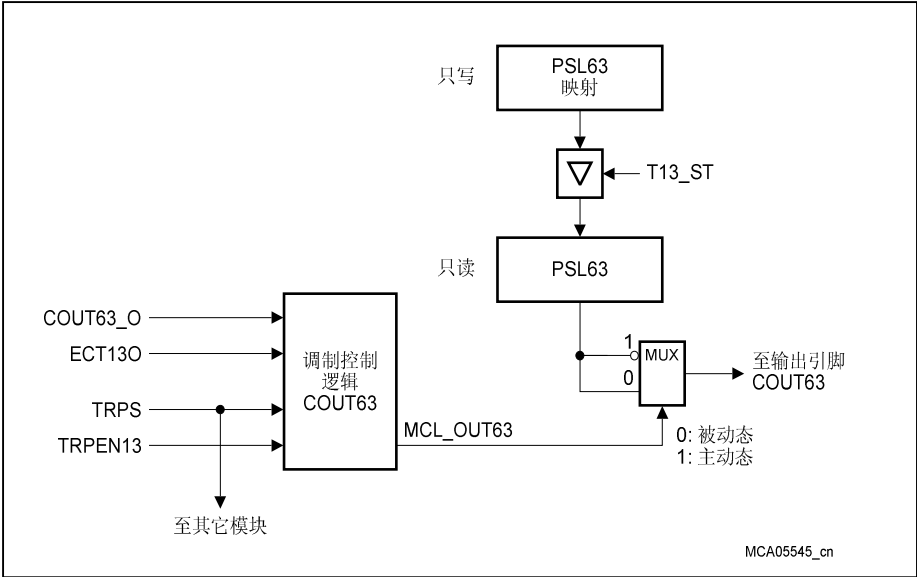 只写
PSL63
映射
T13_ST
只读
PSL63
COUT63_O
ECT13O
TRPS
TRPEN13
调制控制
逻辑
COUT63
MCL_OUT63
1
0
MUX
至输出引脚
COUT63
0: 被动态
1: 主动态
至其它模块
MCA05545_cn